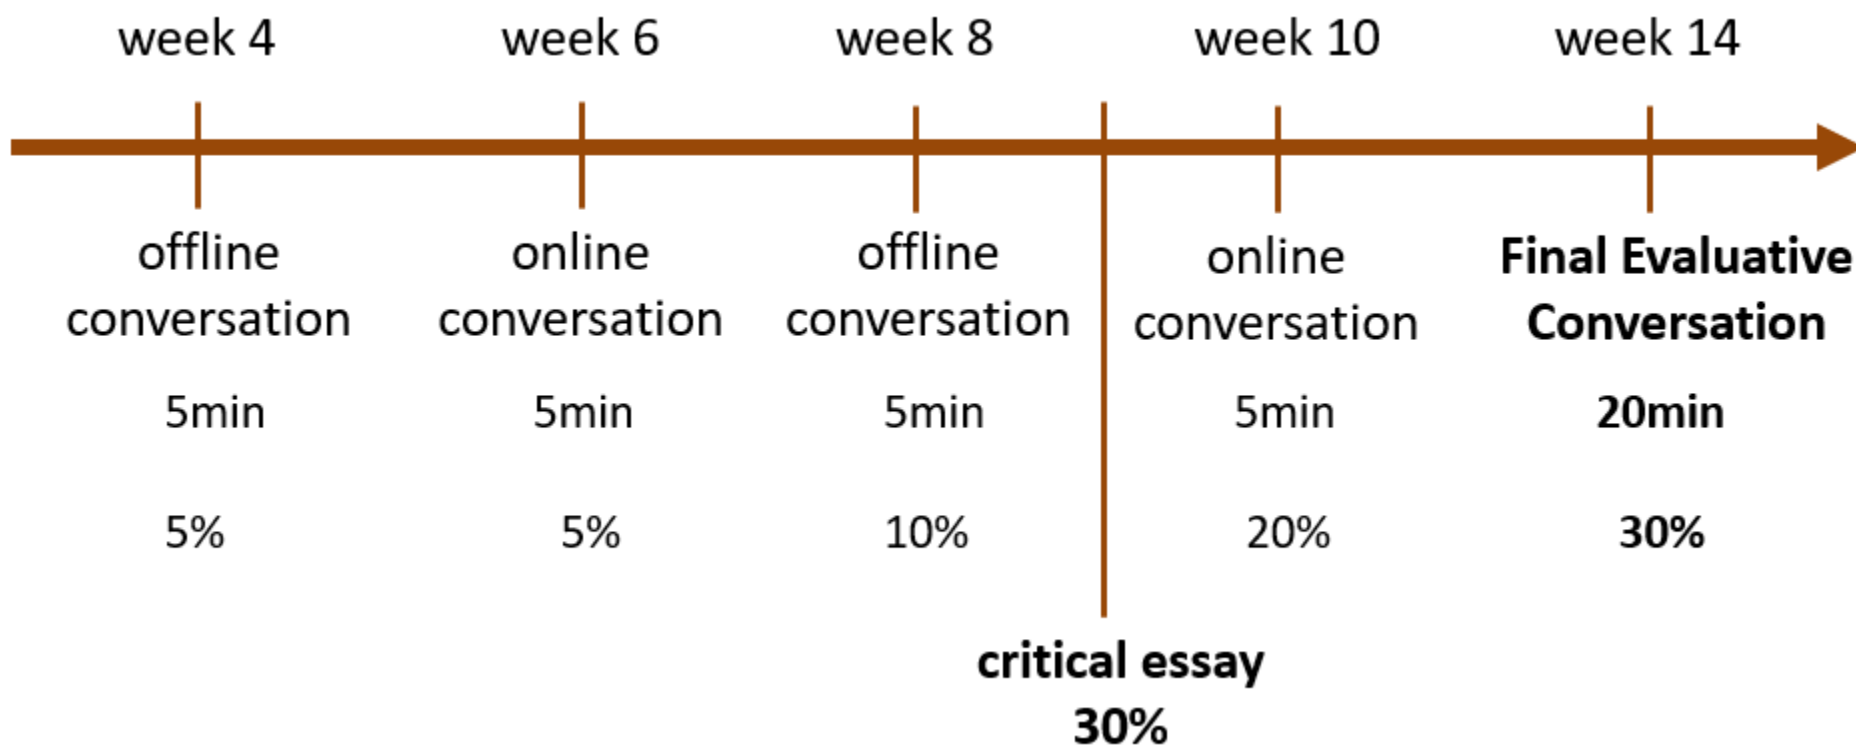 week 4
week 6
week 8
week 10
week 14
offline
conversation
online
conversation
offline
conversation
online
conversation
Final Evaluative
Conversation
5min
5min
5min
5min
20min
5%
5%
10%
20%
30%
critical essay
30%